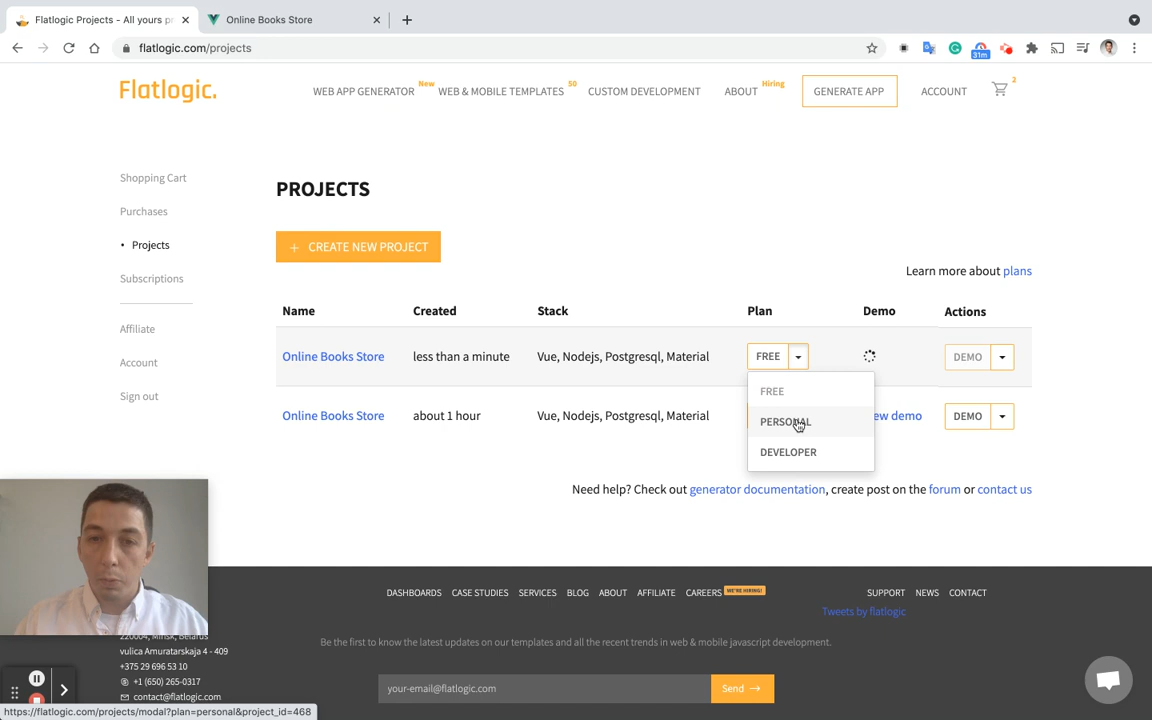 Flatlogic Projects - All yours pr
Online Books Store
flatlogic.com/projects
31m
Flatlogic.
WEB APP GENERATOR New
WEB & MOBILE TEMPLATES 50
CUSTOM DEVELOPMENT
ABOUT Hiring
GENERATE APP
ACCOUNT
2
Shopping Cart
Purchases
• Projects
Subscriptions
Affiliate
Account
Sign out
PROJECTS
+ CREATE NEW PROJECT
Learn more about plans
Name Created Stack Plan Demo Actions
Online Books Store less than a minute Vue, Nodejs, Postgresql, Material FREE DEMO
FREE
PERSONAL
DEVELOPER
Online Books Store about 1 hour Vue, Nodejs, Postgresql, Material ew demo DEMO
Need help? Check out generator documentation, create post on the forum or contact us
DASHBOARDS CASE STUDIES SERVICES BLOG ABOUT AFFILIATE CAREERS WE'RE HIRING! SUPPORT NEWS CONTACT
Tweets by flatlogic
220004, Minsk, Belarus
vulica Amuratarskaja 4 - 409
+375 29 696 53 10
+1 (650) 265-0317
contact@flatlogic.com
Be the first to know the latest updates on our templates and all the recent trends in web & mobile javascript development.
your-email@flatlogic.com
Send →
https://flatlogic.com/projects/modal?plan=personal&project_id=468